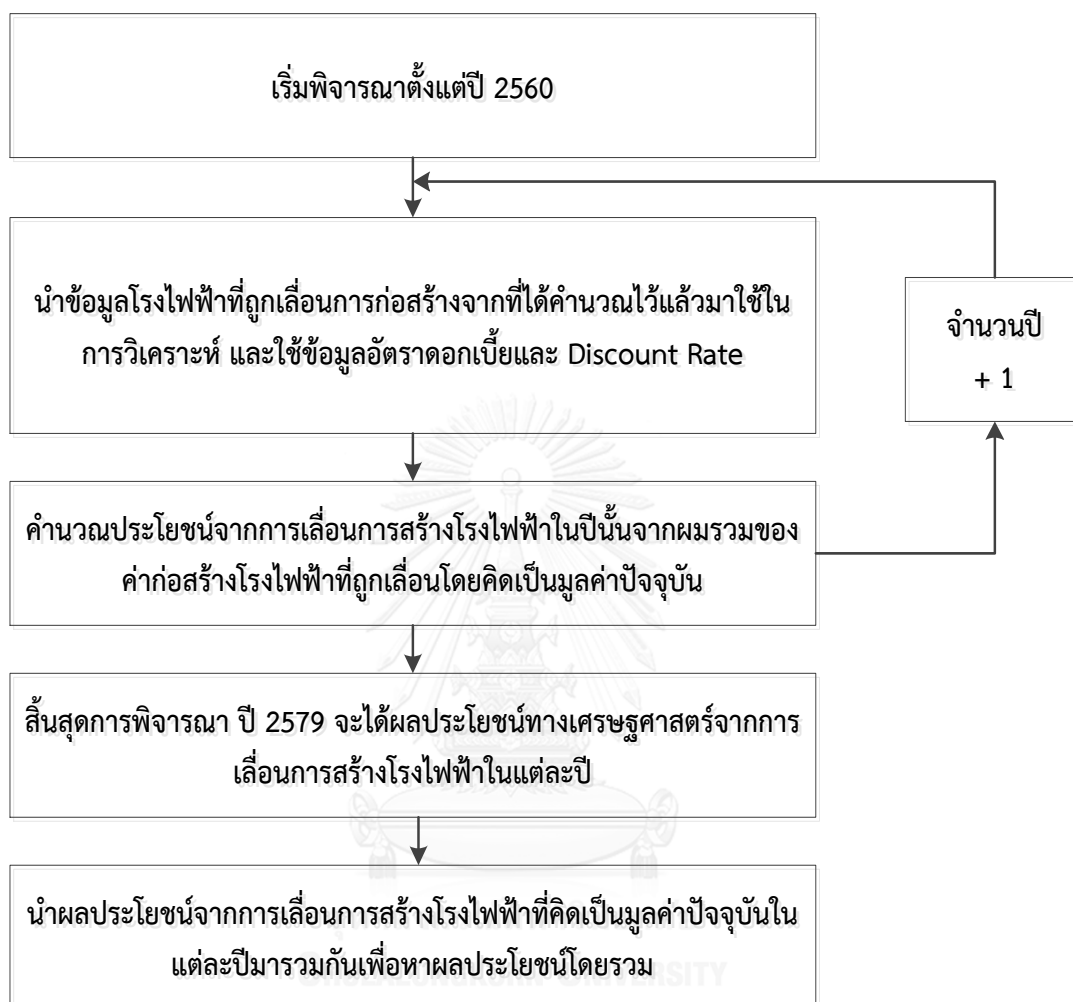 เริ่มพิจารณาตั้งแต่ปี 2560
นำข้อมูลโรงไฟฟ้าที่ถูกเลื่อนการก่อสร้างจากที่ได้คำนวณไว้แล้วมาใช้ใน
การวิเคราะห์ และใช้ข้อมูลอัตราดอกเบี้ยและ Discount Rate
จำนวนปี
+ 1
คำนวณประโยชน์จากการเลื่อนการสร้างโรงไฟฟ้าในปีนั้นจากผมรวมของ
ค่าก่อสร้างโรงไฟฟ้าที่ถูกเลื่อนโดยคิดเป็นมูลค่าปัจจุบัน
สิ้นสุดการพิจารณา ปี 2579 จะได้ผลประโยชน์ทางเศรษฐศาสตร์จากการ
เลื่อนการสร้างโรงไฟฟ้าในแต่ละปี
นำผลประโยชน์จากการเลื่อนการสร้างโรงไฟฟ้าที่คิดเป็นมูลค่าปัจจุบันใน
แต่ละปีมารวมกันเพื่อหาผลประโยชน์โดยรวม